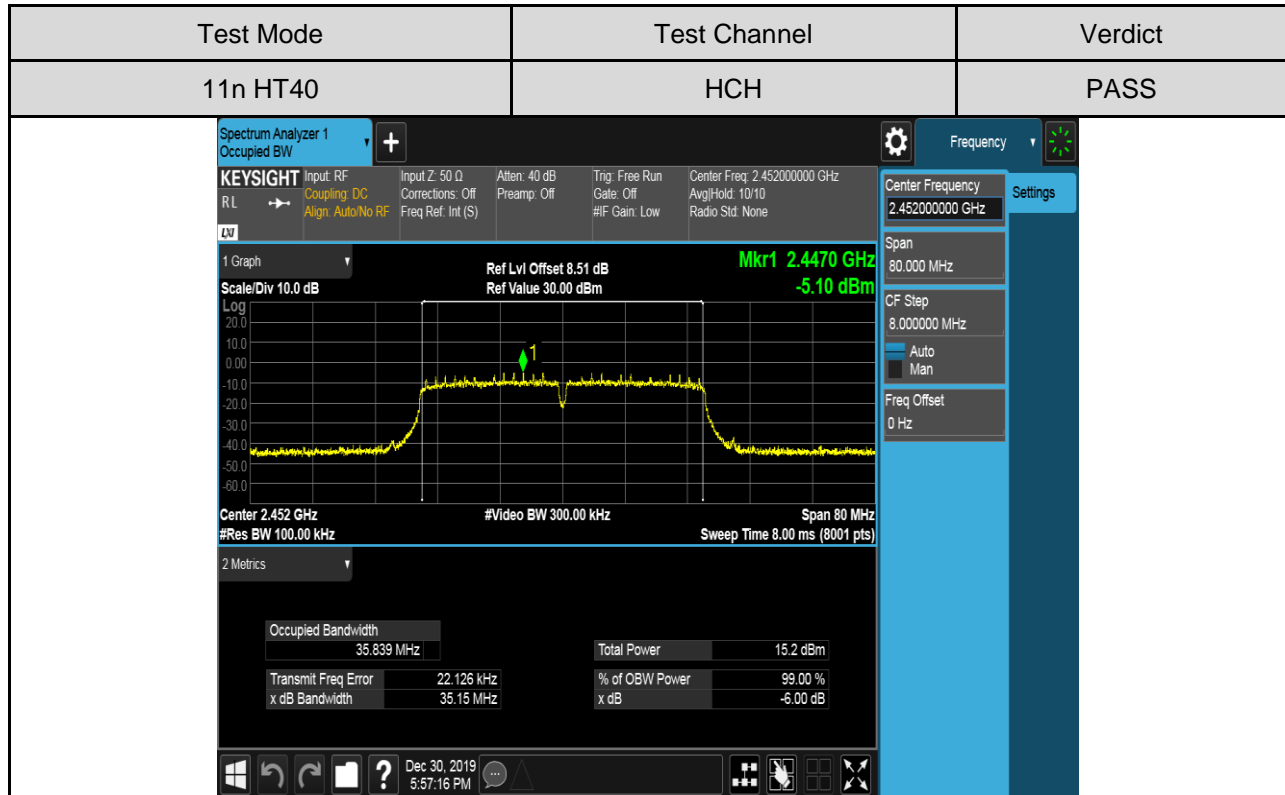 Test Mode
Test Channel
Verdict
11n HT40
HCH
PASS
Spectrum Analyzer 1
Occupied BW
+
Frequency
KEYSIGHT
RL
LXI
Input: RF
Coupling: DC
Align: Auto/No RF
Input Z: 50 Ω
Corrections: Off
Freq Ref: Int (S)
Atten: 40 dB
Preamp: Off
Trig: Free Run
Gate: Off
#IF Gain: Low
Center Freq: 2.452000000 GHz
Avg|Hold: 10/10
Radio Std: None
Center Frequency
2.452000000 GHz
Settings
Span
80.000 MHz
CF Step
8.000000 MHz
Auto
Man
Freq Offset
0 Hz
1 Graph
Scale/Div 10.0 dB
Ref Lvl Offset 8.51 dB
Ref Value 30.00 dBm
Mkr1 2.4470 GHz
-5.10 dBm
Log
20.0
10.0
0.00
-10.0
-20.0
-30.0
-40.0
-50.0
-60.0
1
Center 2.452 GHz
#Video BW 300.00 kHz
Span 80 MHz
#Res BW 100.00 kHz
Sweep Time 8.00 ms (8001 pts)
2 Metrics
Occupied Bandwidth
35.839 MHz
Total Power 15.2 dBm
Transmit Freq Error 22.126 kHz
% of OBW Power 99.00 %
x dB Bandwidth 35.15 MHz
x dB -6.00 dB
?
Dec 30, 2019
5:57:16 PM